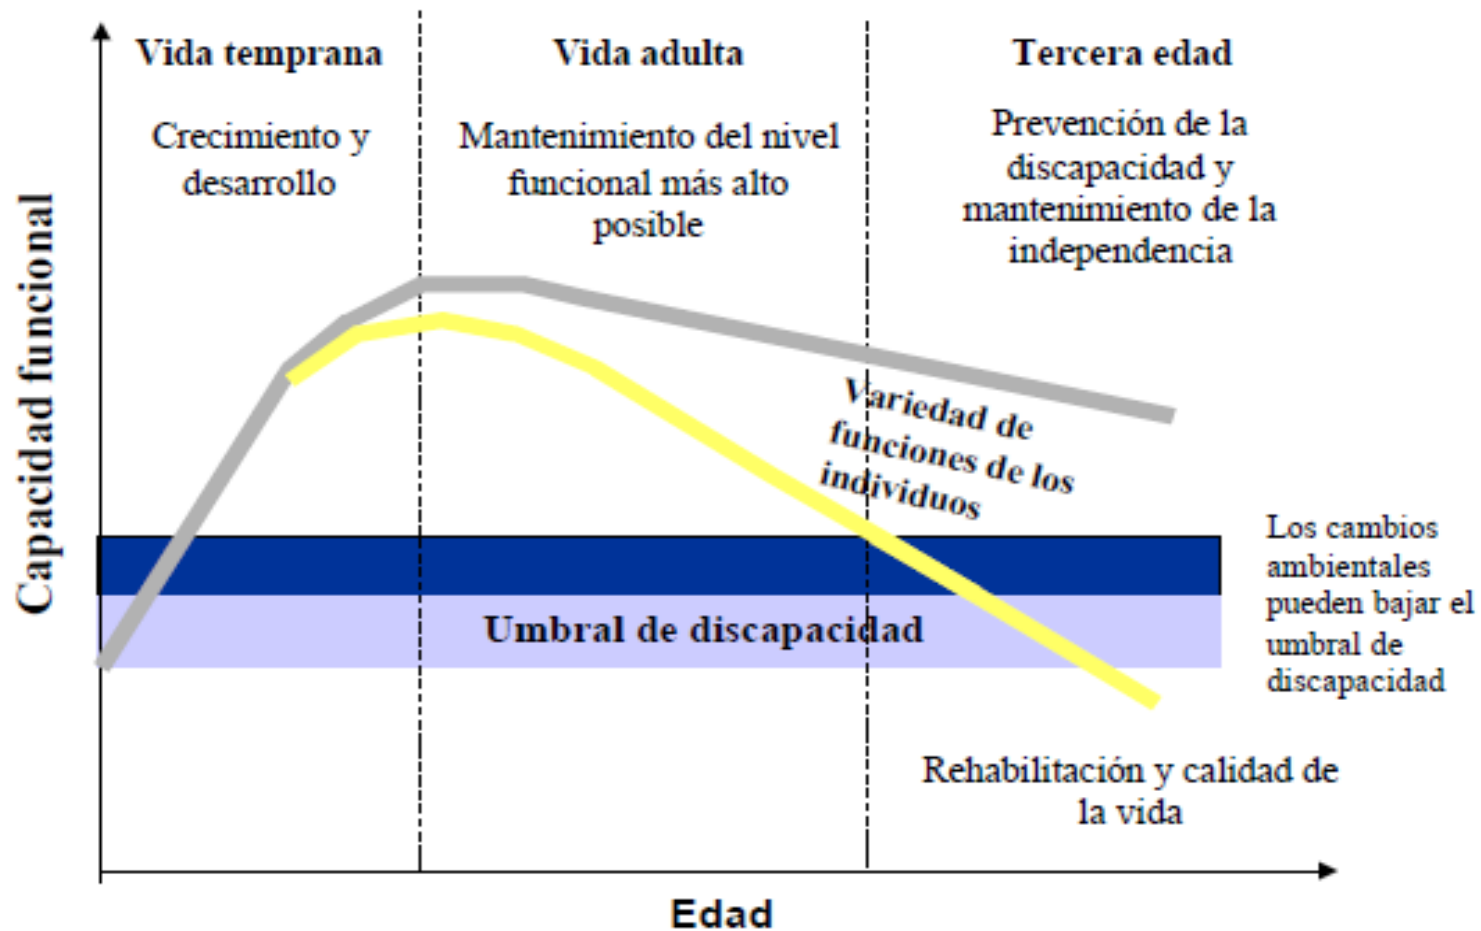 Vida temprana
Crecimiento y
desarrollo
Vida adulta
Mantenimiento del nivel
funcional más alto
posible
Tercera edad
Prevención de la
discapacidad y
mantenimiento de la
independencia
Capacidad funcional
Variedad de
funciones de los
individuos
Umbral de discapacidad
Los cambios
ambientales
pueden bajar el
umbral de
discapacidad
Rehabilitación y calidad de
la vida
Edad